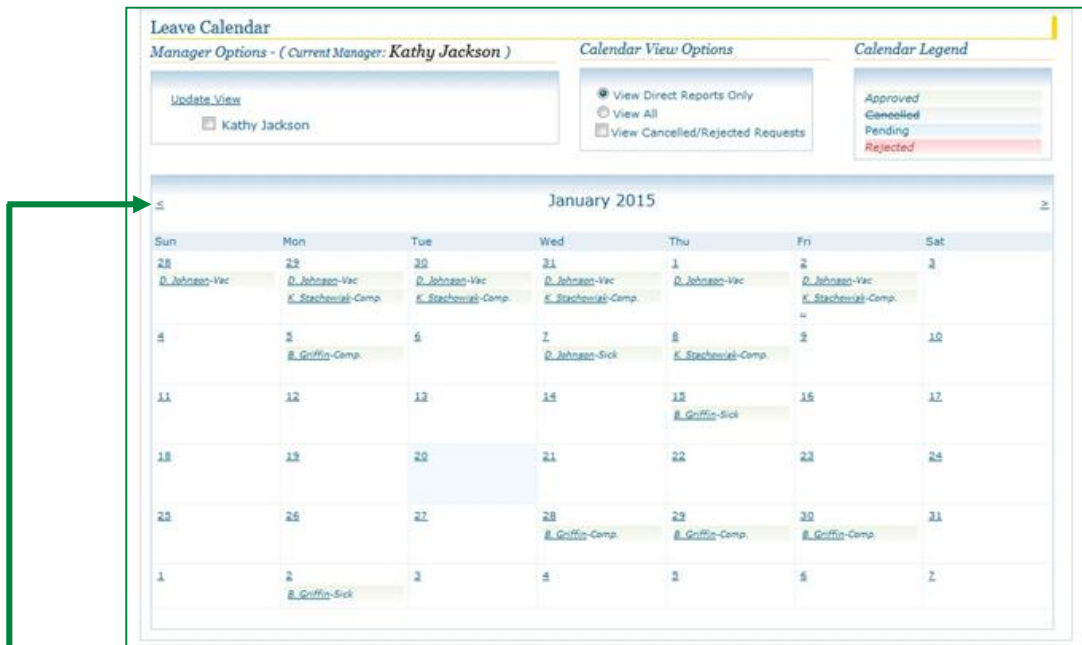 Leave Calendar
Manager Options - ( Current Manager: Kathy Jackson )
Calendar View Options
Calendar Legend
Update View
Kathy Jackson
View Direct Reports Only
View All
View Cancelled/Rejected Requests
Approved
Cancelled
Pending
Rejected
< January 2015 >
Sun Mon Tue Wed Thu Fri Sat
28 29 30 31 1 2 3
D. Johnson-Vac D. Johnson-Vac D. Johnson-Vac D. Johnson-Vac D. Johnson-Vac D. Johnson-Vac
K. Stachowiak-Comp. K. Stachowiak-Comp. K. Stachowiak-Comp. K. Stachowiak-Comp.
4 5 6 7 8 9 10
B. Griffin-Comp. D. Johnson-Sick K. Stachowiak-Comp.
11 12 13 14 15 16 17
B. Griffin-Sick
18 19 20 21 22 23 24
25 26 27 28 29 30 31
B. Griffin-Comp. B. Griffin-Comp. B. Griffin-Comp.
1 2 3 4 5 6 7
B. Griffin-Sick